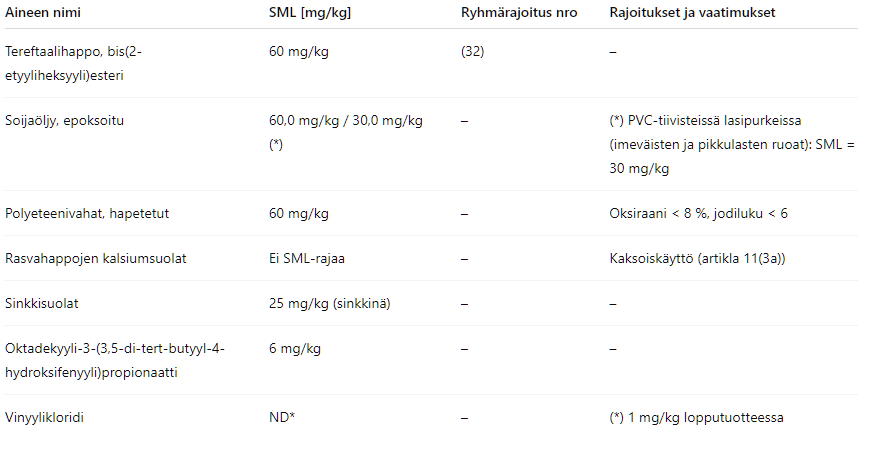 Aineen nimi SML [mg/kg] Ryhmärajoitus nro Rajoitukset ja vaatimukset
Tereftaalihappo, bis(2- 60 mg/kg (32) –
etyyliheksyyli)esteri
Soijaöljy, epoksoitu 60,0 mg/kg / 30,0 mg/kg – (*) PVC-tiivisteissä lasipurkeissa
(*) (imeväisten ja pikkulasten ruoat): SML =
30 mg/kg
Polyeteenivahat, hapetetut 60 mg/kg – Oksiraani < 8 %, jodiluku < 6
Rasvahappojen kalsiumsuolat Ei SML-rajaa – Kaksoiskäyttö (artikla 11(3a))
Sinkkisuolat 25 mg/kg (sinkkinä) – –
Oktadekyyli-3-(3,5-di-tert-butyyl-4- 6 mg/kg – –
hydroksifenyyli)propionaatti
Vinyylikloridi ND* – (*) 1 mg/kg lopputuotteessa